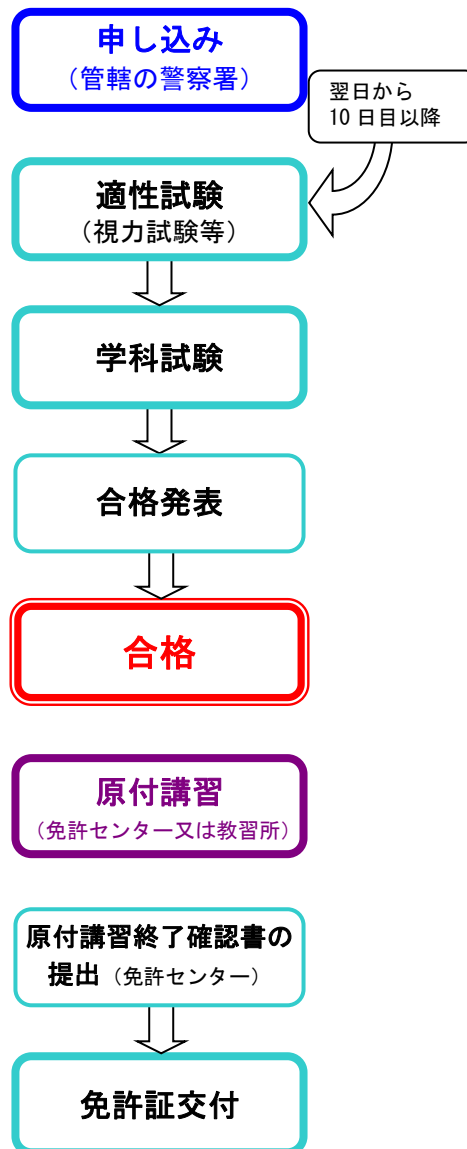 申し込み
（管轄の警察署）
翌日から
10日目以降
適性試験
（視力試験等）
学科試験
合格発表
合格
原付講習
（免許センター又は教習所）
原付講習終了確認書の
提出（免許センター）
免許証交付